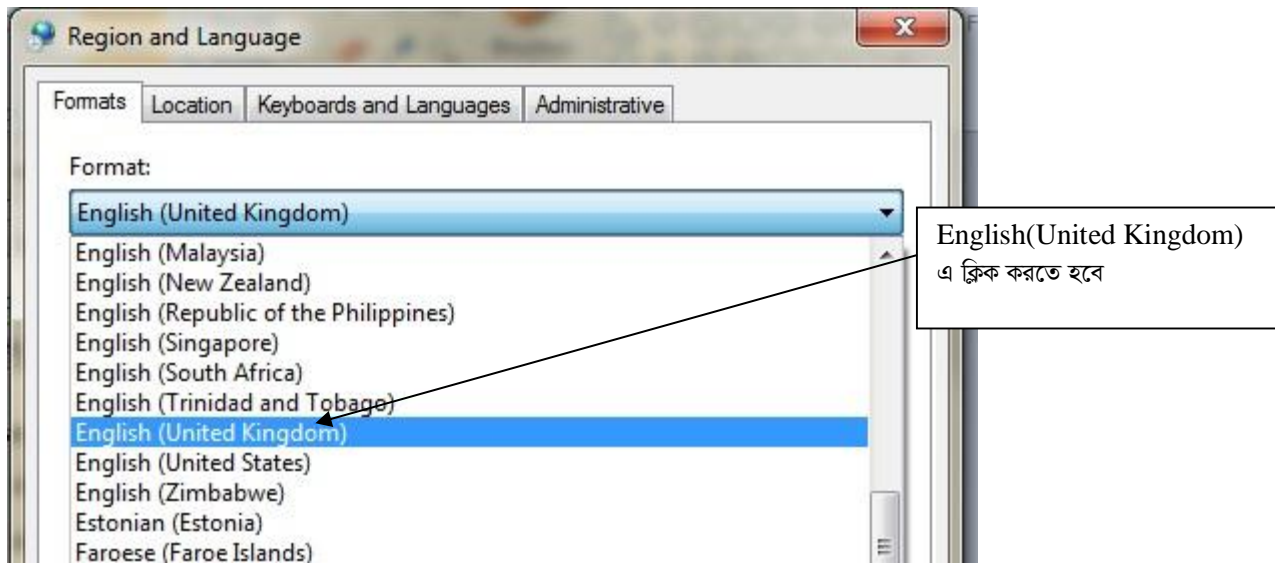 Region and Language
Formats Location Keyboards and Languages Administrative
Format:
English (United Kingdom)
English (Malaysia)
English (New Zealand)
English (Republic of the Philippines)
English (Singapore)
English (South Africa)
English (Trinidad and Tobago)
English (United Kingdom)
English (United States)
English (Zimbabwe)
Estonian (Estonia)
Faroese (Faroe Islands)
English(United Kingdom)
এ ক্লিক করতে হবে